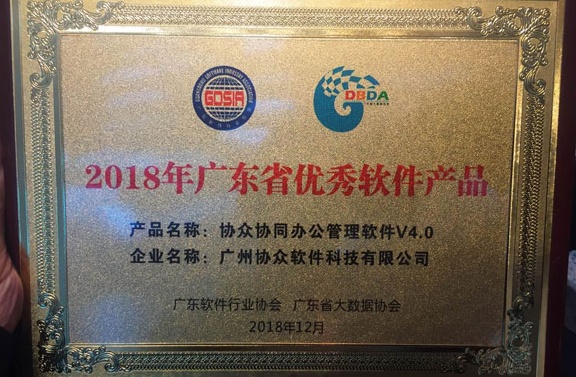 GDSIA
DBDA
2018年广东省优秀软件产品
产品名称：协众协同办公管理软件V4.0
企业名称：广州协众软件科技有限公司
广东软件行业协会 广东省大数据协会
2018年12月